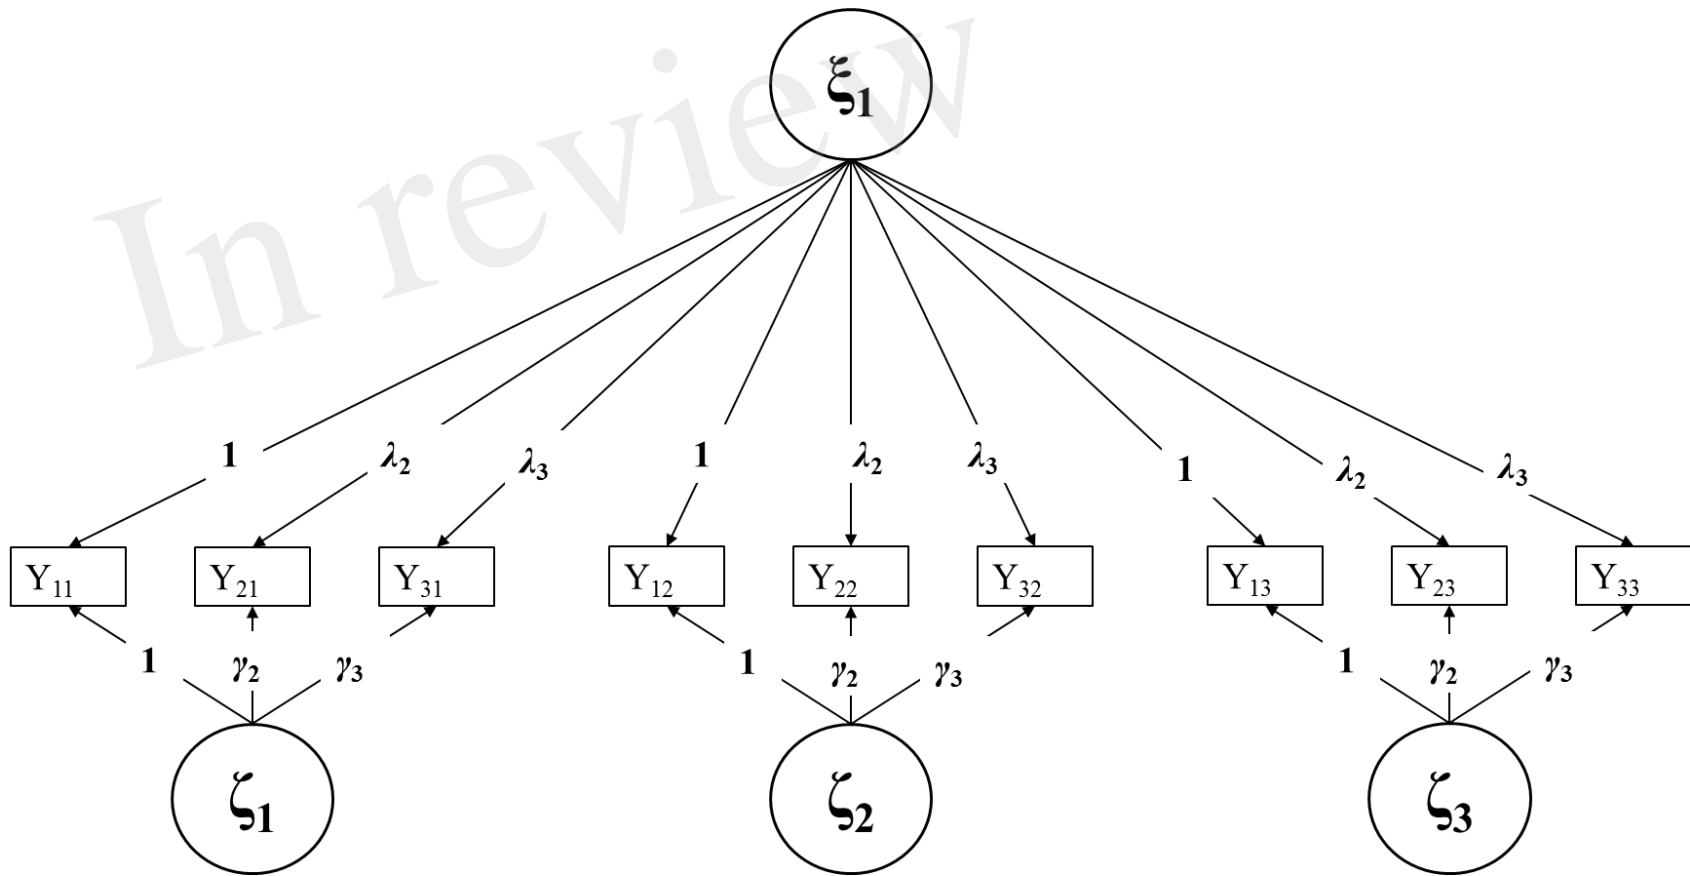 In review
ξ1
1 λ2 λ3 1 λ2 λ3 1 λ2 λ3
Y11 Y21 Y31 Y12 Y22 Y32 Y13 Y23 Y33
1 γ2 γ3 1 γ2 γ3 1 γ2 γ3
ζ1 ζ2 ζ3